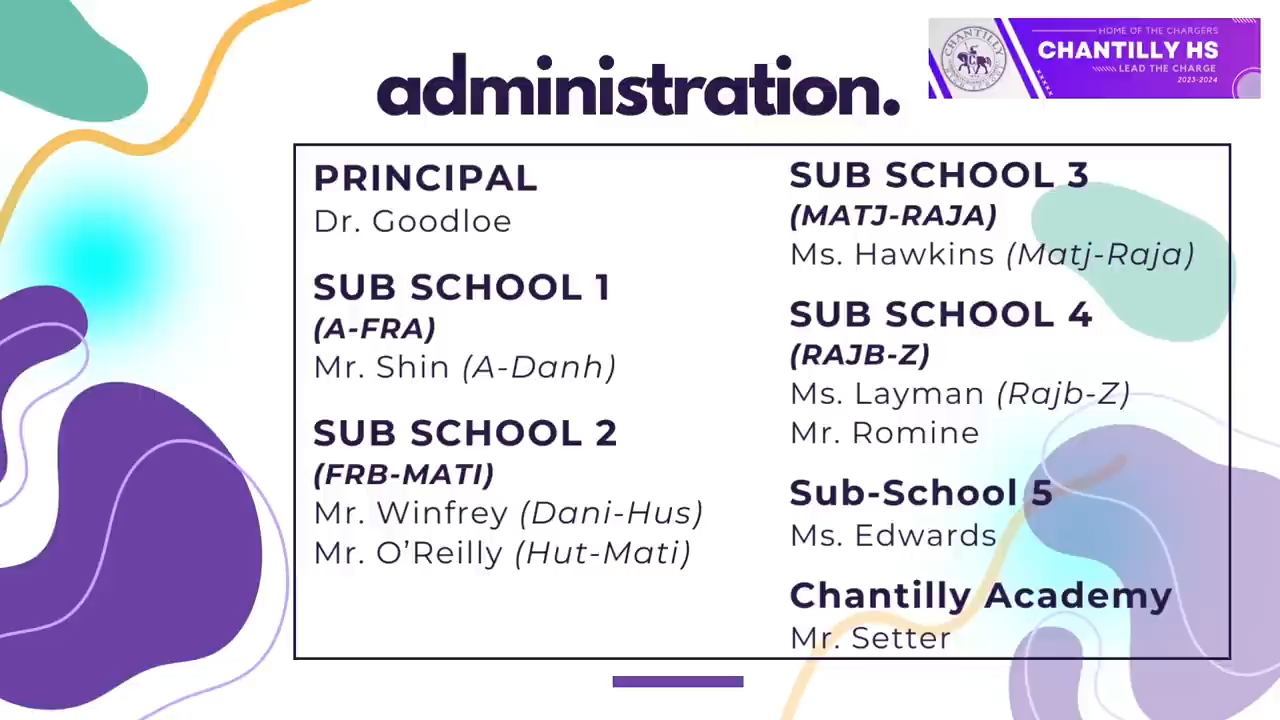 administration.
HOME OF THE CHARGERS
CHANTILLY HS
LEAD THE CHARGE
2023-2024
CHANTILLY
PRINCIPAL
Dr. Goodloe
SUB SCHOOL 1
(A-FRA)
Mr. Shin (A-Danh)
SUB SCHOOL 2
(FRB-MATI)
Mr. Winfrey (Dani-Hus)
Mr. O’Reilly (Hut-Mati)
SUB SCHOOL 3
(MATJ-RAJA)
Ms. Hawkins (Matj-Raja)
SUB SCHOOL 4
(RAJB-Z)
Ms. Layman (Rajb-Z)
Mr. Romine
Sub-School 5
Ms. Edwards
Chantilly Academy
Mr. Setter